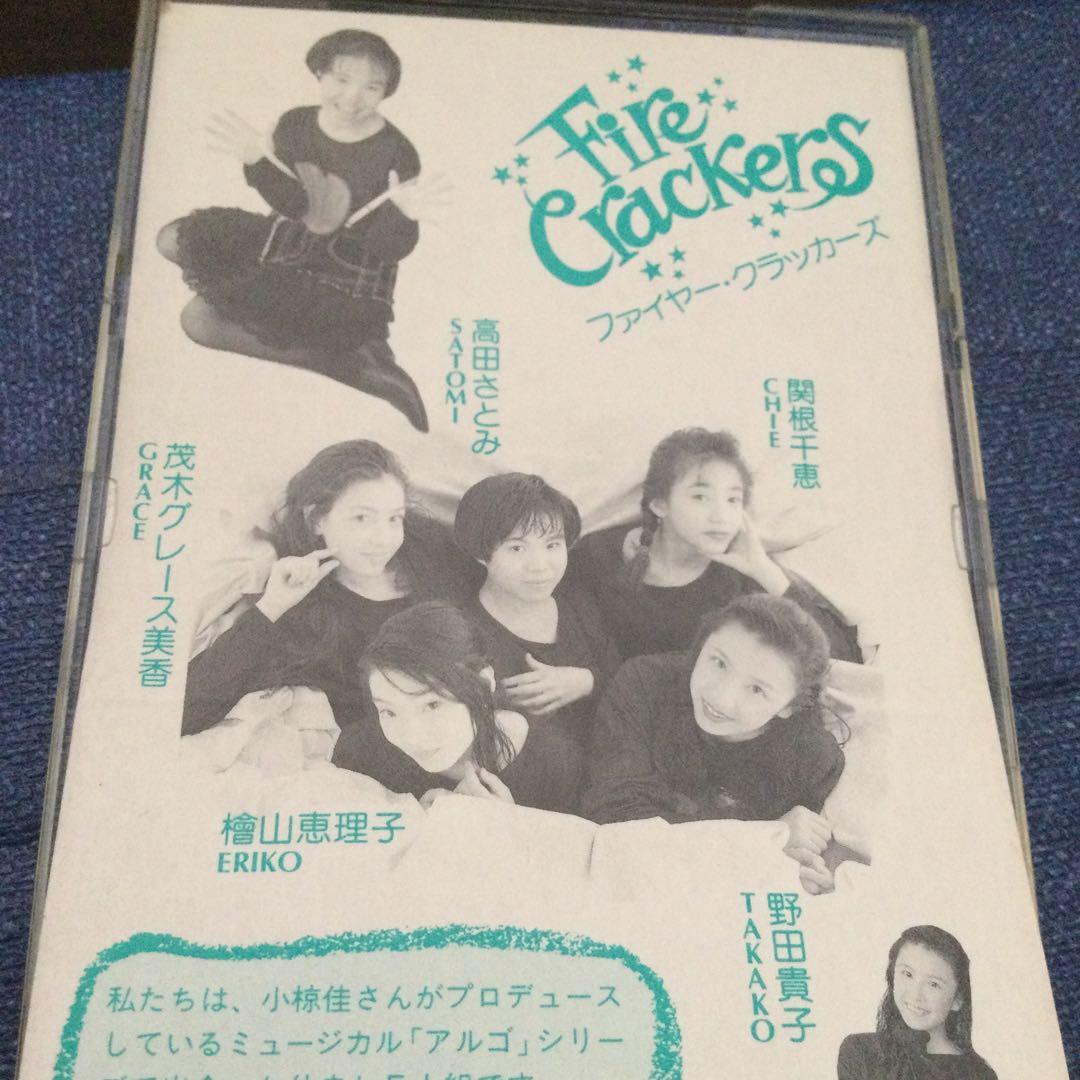 Fire
Crackers
ファイヤー・クラッカーズ
高田さとみ
SATOMI
関根千恵
CHIE
茂木グレース美香
GRACE
檜山恵理子
ERIKO
野田貴子
TAKAKO
私たちは、小椋佳さんがプロデュース
しているミュージカル「アルゴ」シリー